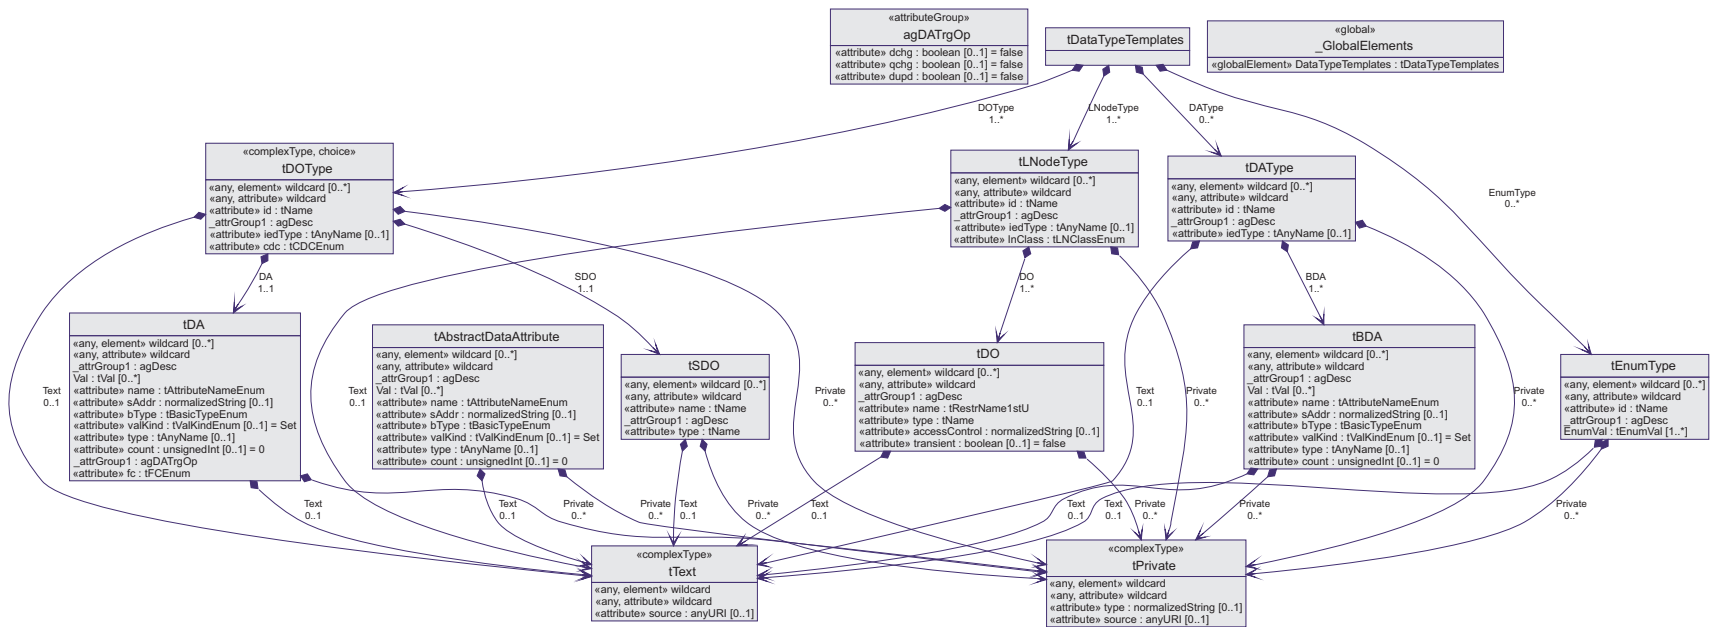 «attributeGroup»
agDATrgOp
«attribute» dchg : boolean [0..1] = false
«attribute» qchg : boolean [0..1] = false
«attribute» dupd : boolean [0..1] = false
tDataTypeTemplates
«global»
_GlobalElements
«globalElement» DataTypeTemplates : tDataTypeTemplates
DOType
1..*
LNodeType
1..*
DAType
0..*
EnumType
0..*
«complexType, choice»
tDOType
«any, element» wildcard [0..*]
«any, attribute» wildcard
«attribute» id : tName
_attrGroup1 : agDesc
«attribute» iedType : tAnyName [0..1]
«attribute» cdc : tCDCEnum
tLNodeType
«any, element» wildcard [0..*]
«any, attribute» wildcard
«attribute» id : tName
_attrGroup1 : agDesc
«attribute» iedType : tAnyName [0..1]
«attribute» lnClass : tLNClassEnum
tDAType
«any, element» wildcard [0..*]
«any, attribute» wildcard
«attribute» id : tName
_attrGroup1 : agDesc
«attribute» iedType : tAnyName [0..1]
DA
1..1
SDO
1..1
DO
1..*
BDA
1..*
tDA
«any, element» wildcard [0..*]
«any, attribute» wildcard
_attrGroup1 : agDesc
Val : tVal [0..*]
«attribute» name : tAttributeNameEnum
«attribute» sAddr : normalizedString [0..1]
«attribute» bType : tBasicTypeEnum
«attribute» valKind : tValKindEnum [0..1] = Set
«attribute» type : tAnyName [0..1]
«attribute» count : unsignedInt [0..1] = 0
_attrGroup1 : agDATrgOp
«attribute» fc : tFCEnum
tAbstractDataAttribute
«any, element» wildcard [0..*]
«any, attribute» wildcard
_attrGroup1 : agDesc
Val : tVal [0..*]
«attribute» name : tAttributeNameEnum
«attribute» sAddr : normalizedString [0..1]
«attribute» bType : tBasicTypeEnum
«attribute» valKind : tValKindEnum [0..1] = Set
«attribute» type : tAnyName [0..1]
«attribute» count : unsignedInt [0..1] = 0
tSDO
«any, element» wildcard [0..*]
«any, attribute» wildcard
«attribute» name : tName
_attrGroup1 : agDesc
«attribute» type : tName
tDO
«any, element» wildcard [0..*]
«any, attribute» wildcard
_attrGroup1 : agDesc
«attribute» name : tRestrName1stU
«attribute» type : tName
«attribute» accessControl : normalizedString [0..1]
«attribute» transient : boolean [0..1] = false
tBDA
«any, element» wildcard [0..*]
«any, attribute» wildcard
_attrGroup1 : agDesc
Val : tVal [0..*]
«attribute» name : tAttributeNameEnum
«attribute» sAddr : normalizedString [0..1]
«attribute» bType : tBasicTypeEnum
«attribute» valKind : tValKindEnum [0..1] = Set
«attribute» type : tAnyName [0..1]
«attribute» count : unsignedInt [0..1] = 0
tEnumType
«any, element» wildcard [0..*]
«any, attribute» wildcard
«attribute» id : tName
_attrGroup1 : agDesc
EnumVal : tEnumVal [1..*]
Text
0..1
Text
0..1
Private
0..*
Text
0..1
Private
0..*
Private
0..*
Text
0..1
Private
0..*
Text
0..1
Private
0..*
Text
0..1
Private
0..*
Text
0..1
Private
0..*
Text
0..1
Text
0..1
Private
0..*
Private
0..*
«complexType»
tText
«any, element» wildcard
«any, attribute» wildcard
«attribute» source : anyURI [0..1]
«complexType»
tPrivate
«any, element» wildcard
«any, attribute» wildcard
«attribute» type : normalizedString [0..1]
«attribute» source : anyURI [0..1]